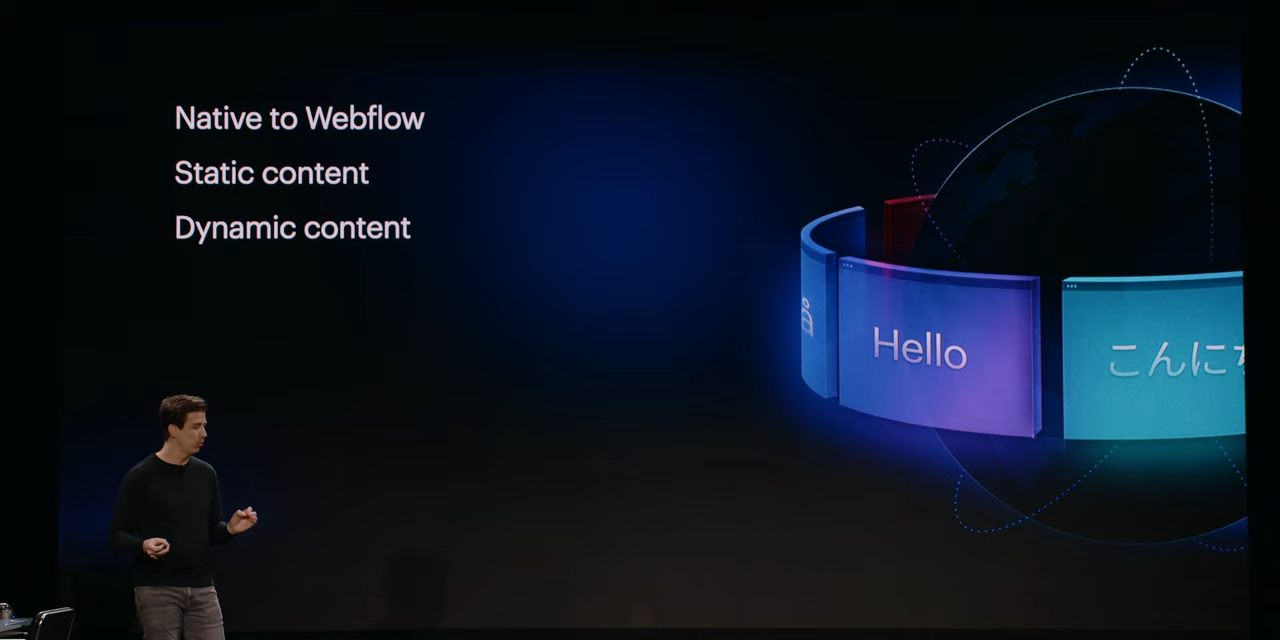 Native to Webflow
Static content
Dynamic content
Hello
こんに